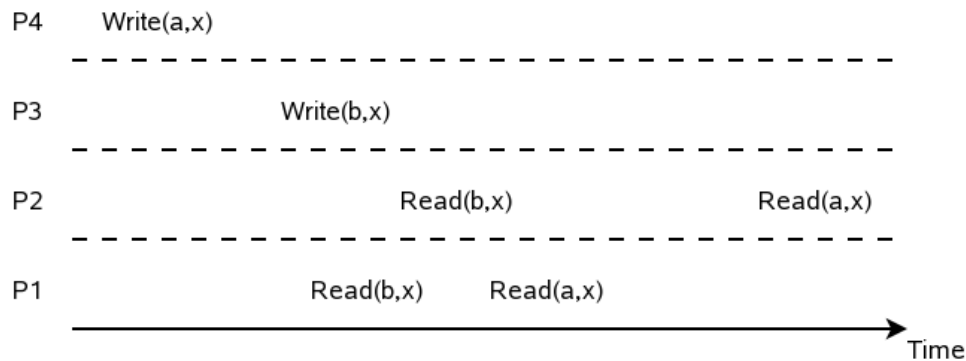 P4 Write(a,x)
P3 Write(b,x)
P2 Read(b,x) Read(a,x)
P1 Read(b,x) Read(a,x)
Time